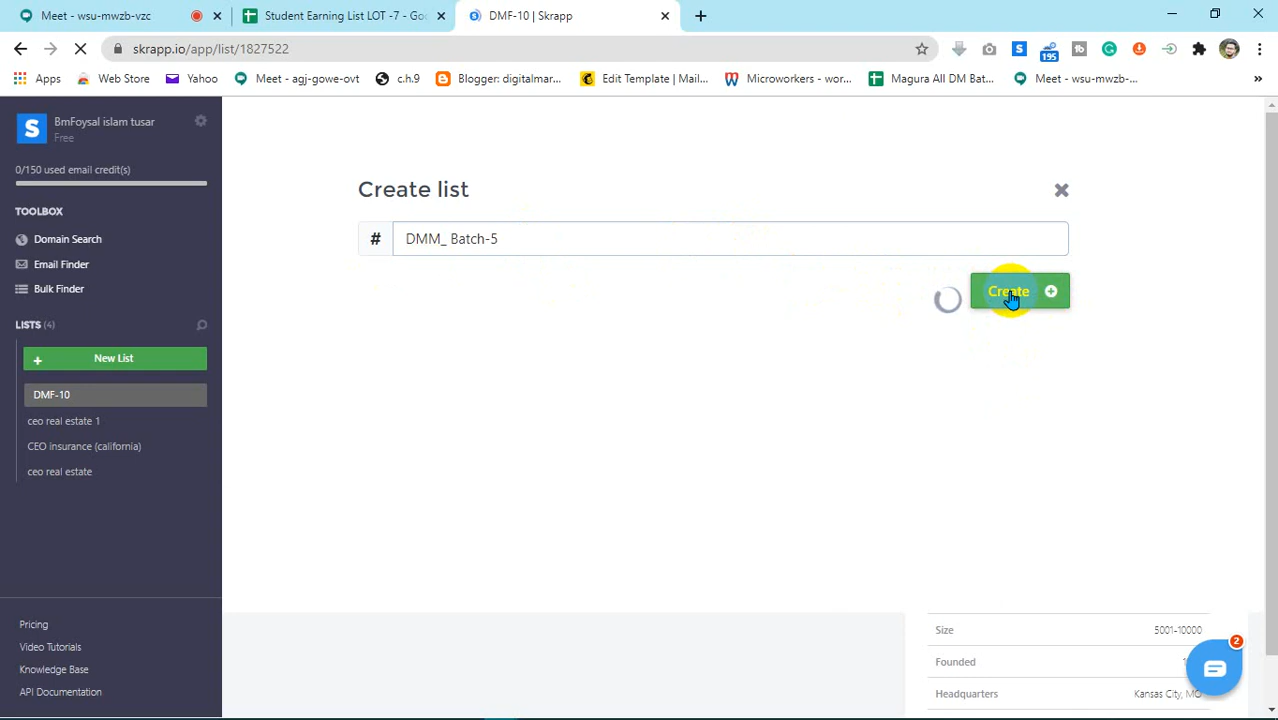 Meet - wsu-mwzb-vzc
Student Earning List LOT -7 - Goo
DMF-10 | Skrapp
skrapp.io/app/list/1827522
195
Apps
Web Store
Yahoo
Meet - agj-gowe-ovt
c.h.9
Blogger: digitalmar...
Edit Template | Mail...
Microworkers - wor...
Magura All DM Bat...
Meet - wsu-mwzb-...
»
S
BmFoysal islam tusar
Free
0/150 used email credit(s)
TOOLBOX
Domain Search
Email Finder
Bulk Finder
LISTS (4)
+ New List
DMF-10
ceo real estate 1
CEO insurance (california)
ceo real estate
Pricing
Video Tutorials
Knowledge Base
API Documentation
Create list
# DMM_ Batch-5
Create
Size 5001-10000
Founded
Headquarters Kansas City, MO
2